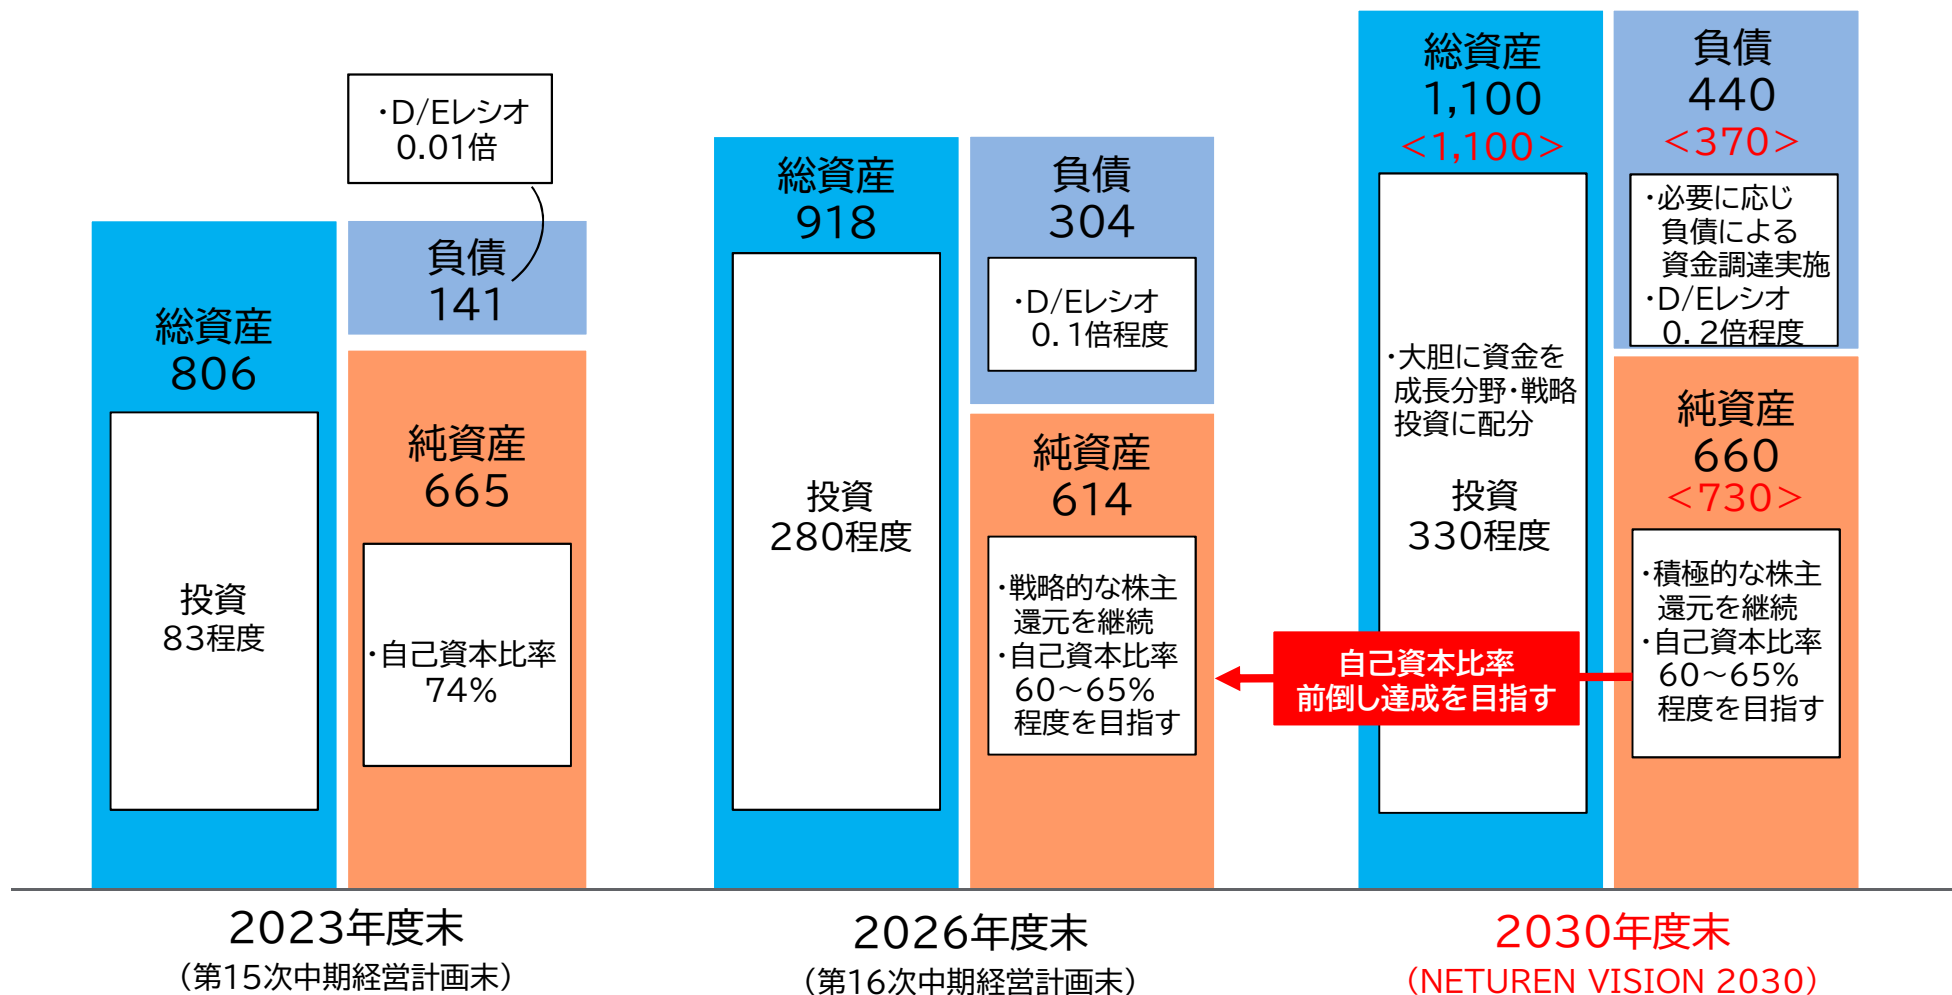 ・D/Eレシオ
0.01倍
総資産
806
投資
83程度
負債
141
純資産
665
・自己資本比率
74%
2023年度末
(第15次中期経営計画末)
総資産
918
投資
280程度
負債
304
・D/Eレシオ
0.1倍程度
純資産
614
・戦略的な株主
還元を継続
・自己資本比率
60～65%
程度を目指す
2026年度末
(第16次中期経営計画末)
自己資本比率
前倒し達成を目指す
総資産
1,100
<1,100>
・大胆に資金を
成長分野・戦略
投資に配分
投資
330程度
負債
440
<370>
・必要に応じ
負債による
資金調達実施
・D/Eレシオ
0.2倍程度
純資産
660
<730>
・積極的な株主
還元を継続
・自己資本比率
60～65%
程度を目指す
2030年度末
(NETUREN VISION 2030)